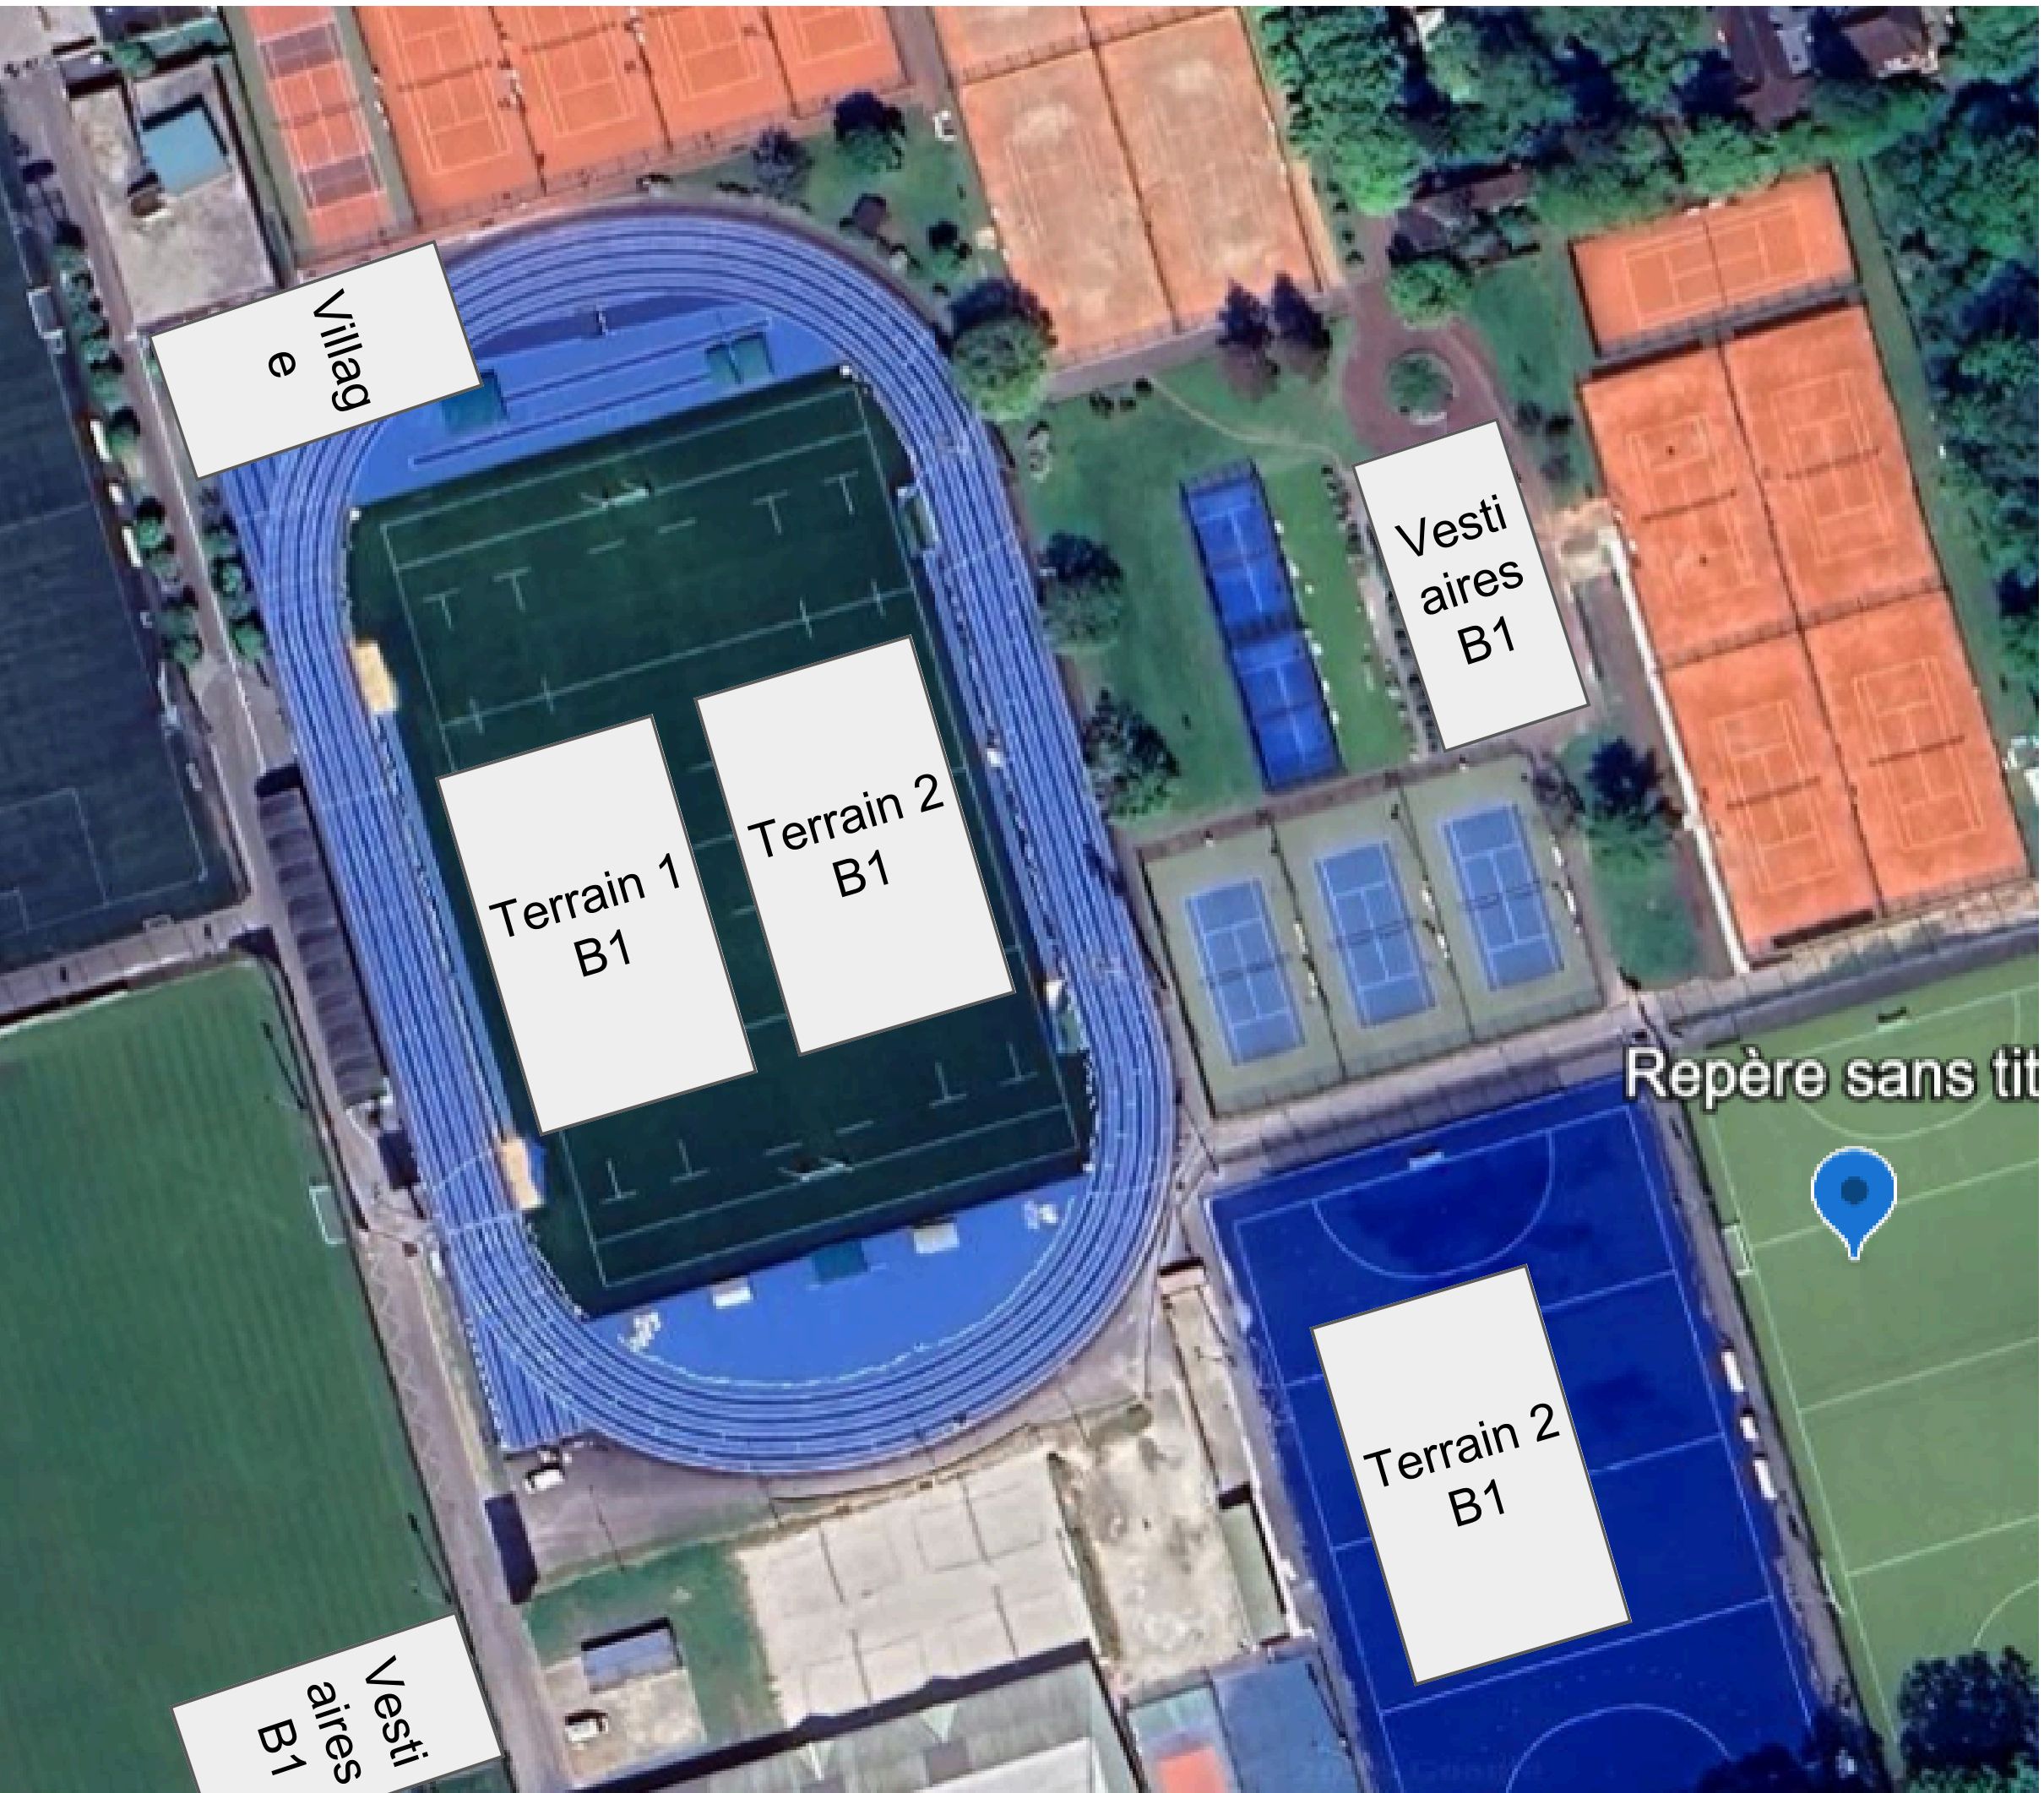 Villag
e
Vesti
aires
B1
Terrain 2
B1
Terrain 1
B1
Repère sans tit
Terrain 2
B1
Vesti
aires
B1